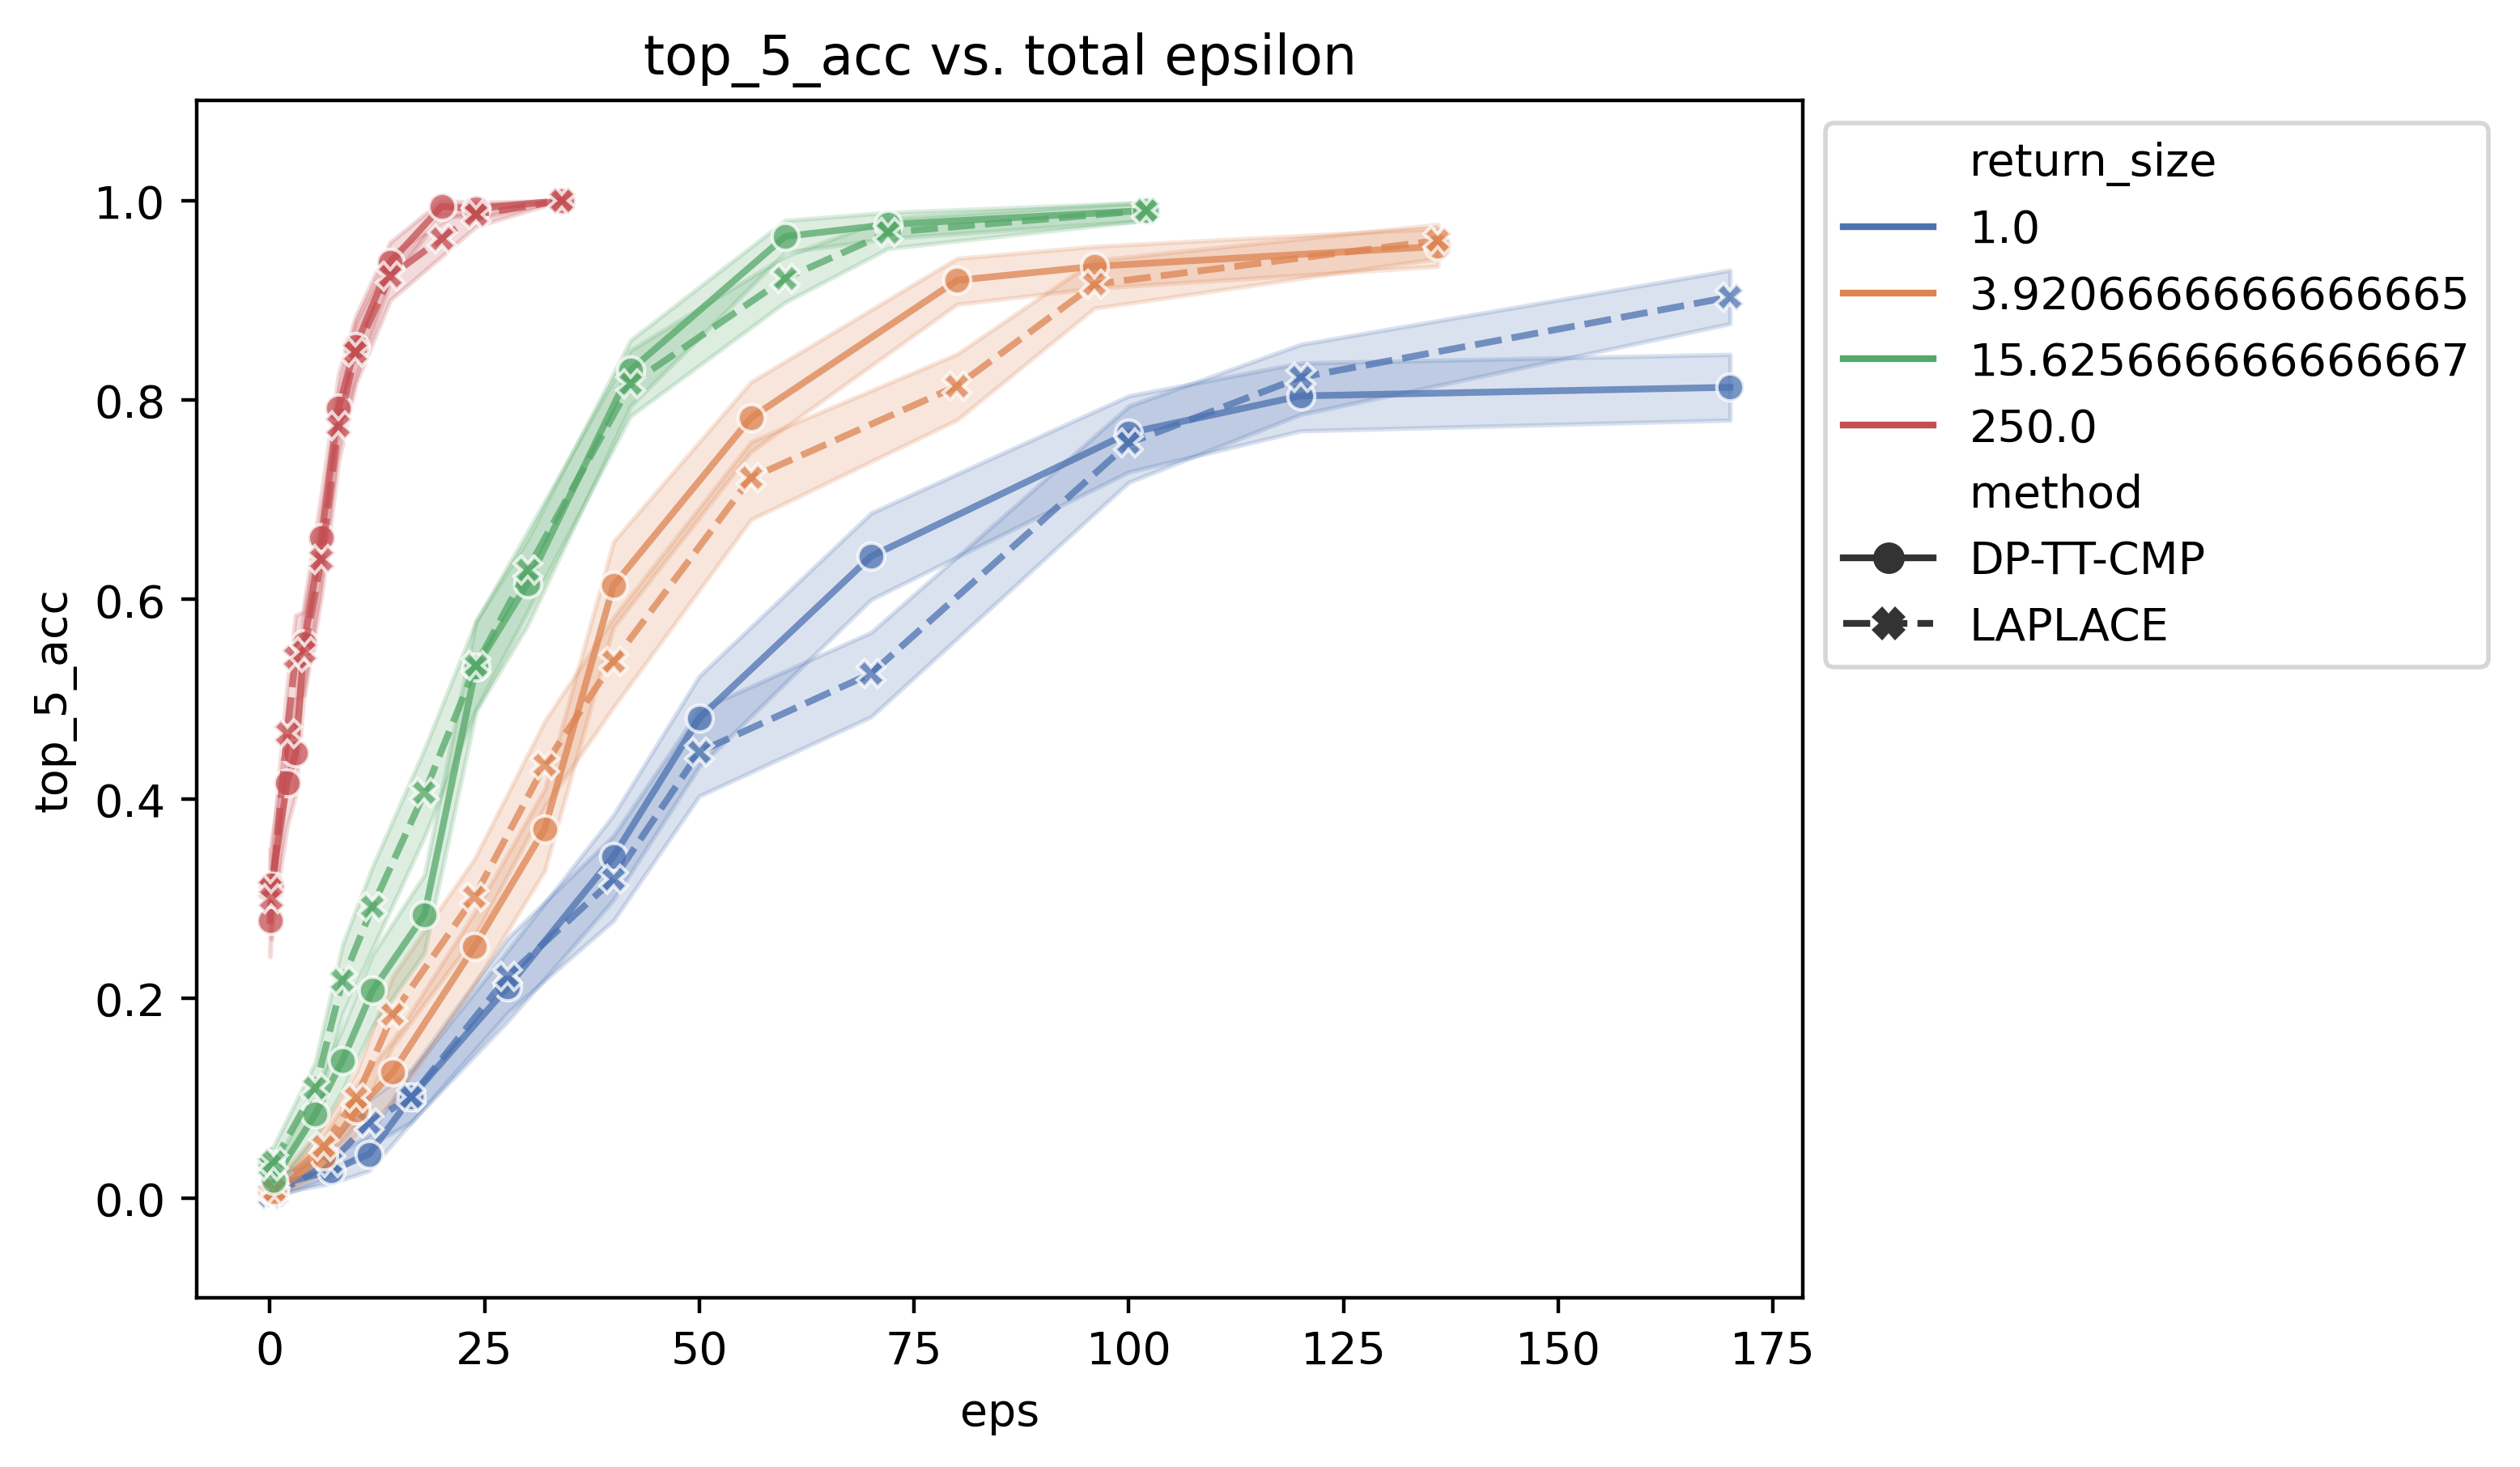 top_5_acc vs. total epsilon
top_5_acc
1.0
0.8
0.6
0.4
0.2
0.0
0 25 50 75 100 125 150 175
eps
return_size
1.0
3.9206666666666665
15.625666666666667
250.0
method
DP-TT-CMP
LAPLACE